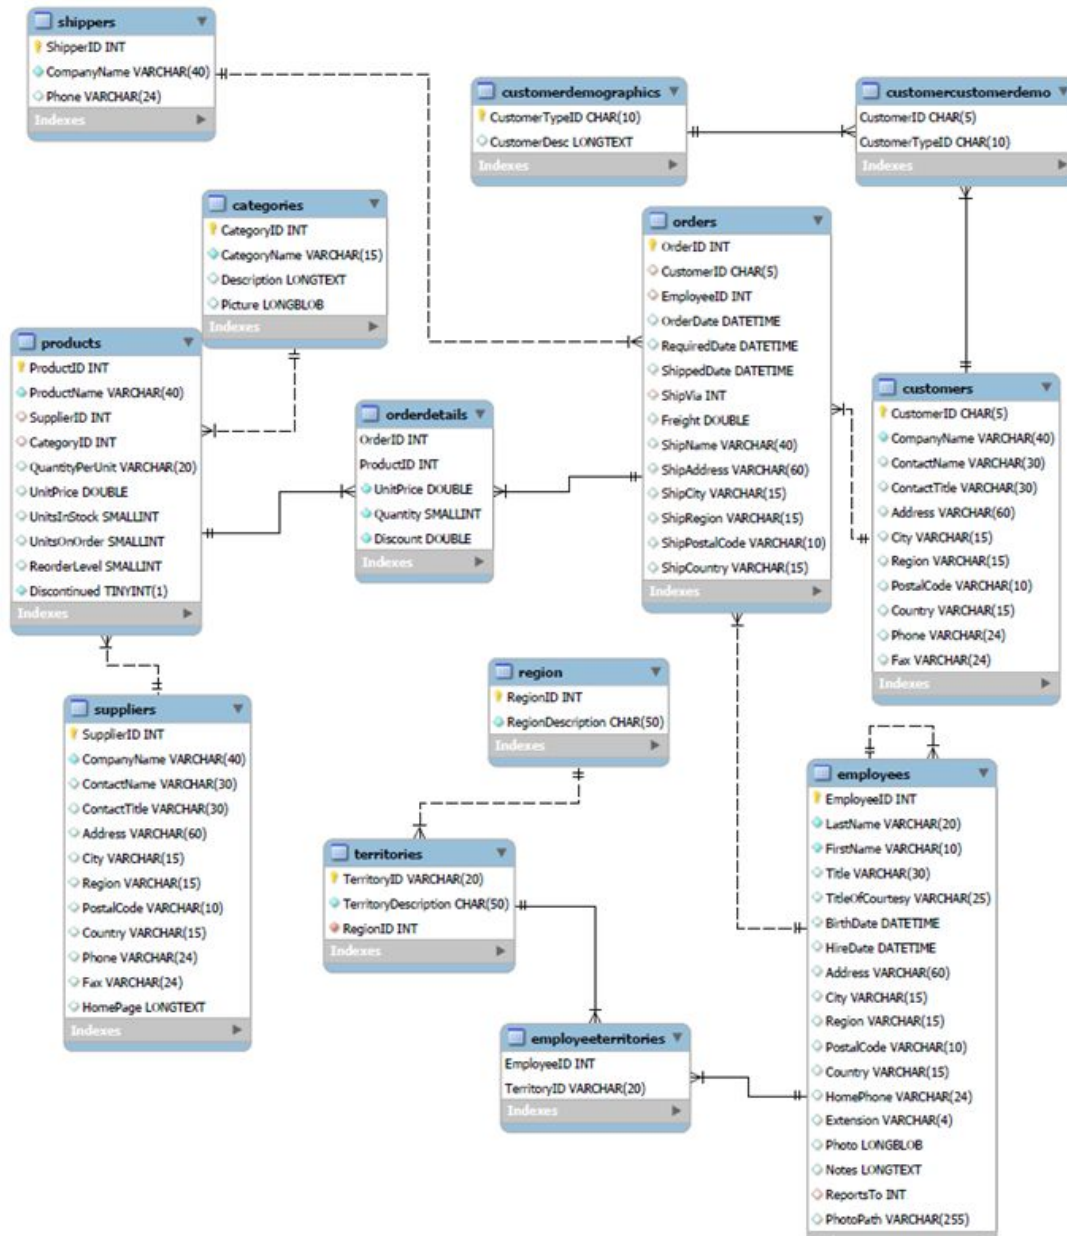 shippers
ShipperID INT
CompanyName VARCHAR(40)
Phone VARCHAR(24)
Indexes
customerdemographics
CustomerTypeID CHAR(10)
CustomerDesc LONGTEXT
Indexes
customercustomerdemo
CustomerID CHAR(5)
CustomerTypeID CHAR(10)
Indexes
categories
CategoryID INT
CategoryName VARCHAR(15)
Description LONGTEXT
Picture LONGBLOB
Indexes
orders
OrderID INT
CustomerID CHAR(5)
EmployeeID INT
OrderDate DATETIME
RequiredDate DATETIME
ShippedDate DATETIME
ShipVia INT
Freight DOUBLE
ShipName VARCHAR(40)
ShipAddress VARCHAR(60)
ShipCity VARCHAR(15)
ShipRegion VARCHAR(15)
ShipPostalCode VARCHAR(10)
ShipCountry VARCHAR(15)
Indexes
products
ProductID INT
ProductName VARCHAR(40)
SupplierID INT
CategoryID INT
QuantityPerUnit VARCHAR(20)
UnitPrice DOUBLE
UnitsInStock SMALLINT
UnitsOnOrder SMALLINT
ReorderLevel SMALLINT
Discontinued TINYINT(1)
Indexes
orderdetails
OrderID INT
ProductID INT
UnitPrice DOUBLE
Quantity SMALLINT
Discount DOUBLE
Indexes
customers
CustomerID CHAR(5)
CompanyName VARCHAR(40)
ContactName VARCHAR(30)
ContactTitle VARCHAR(30)
Address VARCHAR(60)
City VARCHAR(15)
Region VARCHAR(15)
PostalCode VARCHAR(10)
Country VARCHAR(15)
Phone VARCHAR(24)
Fax VARCHAR(24)
Indexes
suppliers
SupplierID INT
CompanyName VARCHAR(40)
ContactName VARCHAR(30)
ContactTitle VARCHAR(30)
Address VARCHAR(60)
City VARCHAR(15)
Region VARCHAR(15)
PostalCode VARCHAR(10)
Country VARCHAR(15)
Phone VARCHAR(24)
Fax VARCHAR(24)
HomePage LONGTEXT
Indexes
region
RegionID INT
RegionDescription CHAR(50)
Indexes
territories
TerritoryID VARCHAR(20)
TerritoryDescription CHAR(50)
RegionID INT
Indexes
employeeterritories
EmployeeID INT
TerritoryID VARCHAR(20)
Indexes
employees
EmployeeID INT
LastName VARCHAR(20)
FirstName VARCHAR(10)
Title VARCHAR(30)
TitleOfCourtesy VARCHAR(25)
BirthDate DATETIME
HireDate DATETIME
Address VARCHAR(60)
City VARCHAR(15)
Region VARCHAR(15)
PostalCode VARCHAR(10)
Country VARCHAR(15)
HomePhone VARCHAR(24)
Extension VARCHAR(4)
Photo LONGBLOB
Notes LONGTEXT
ReportsTo INT
PhotoPath VARCHAR(255)